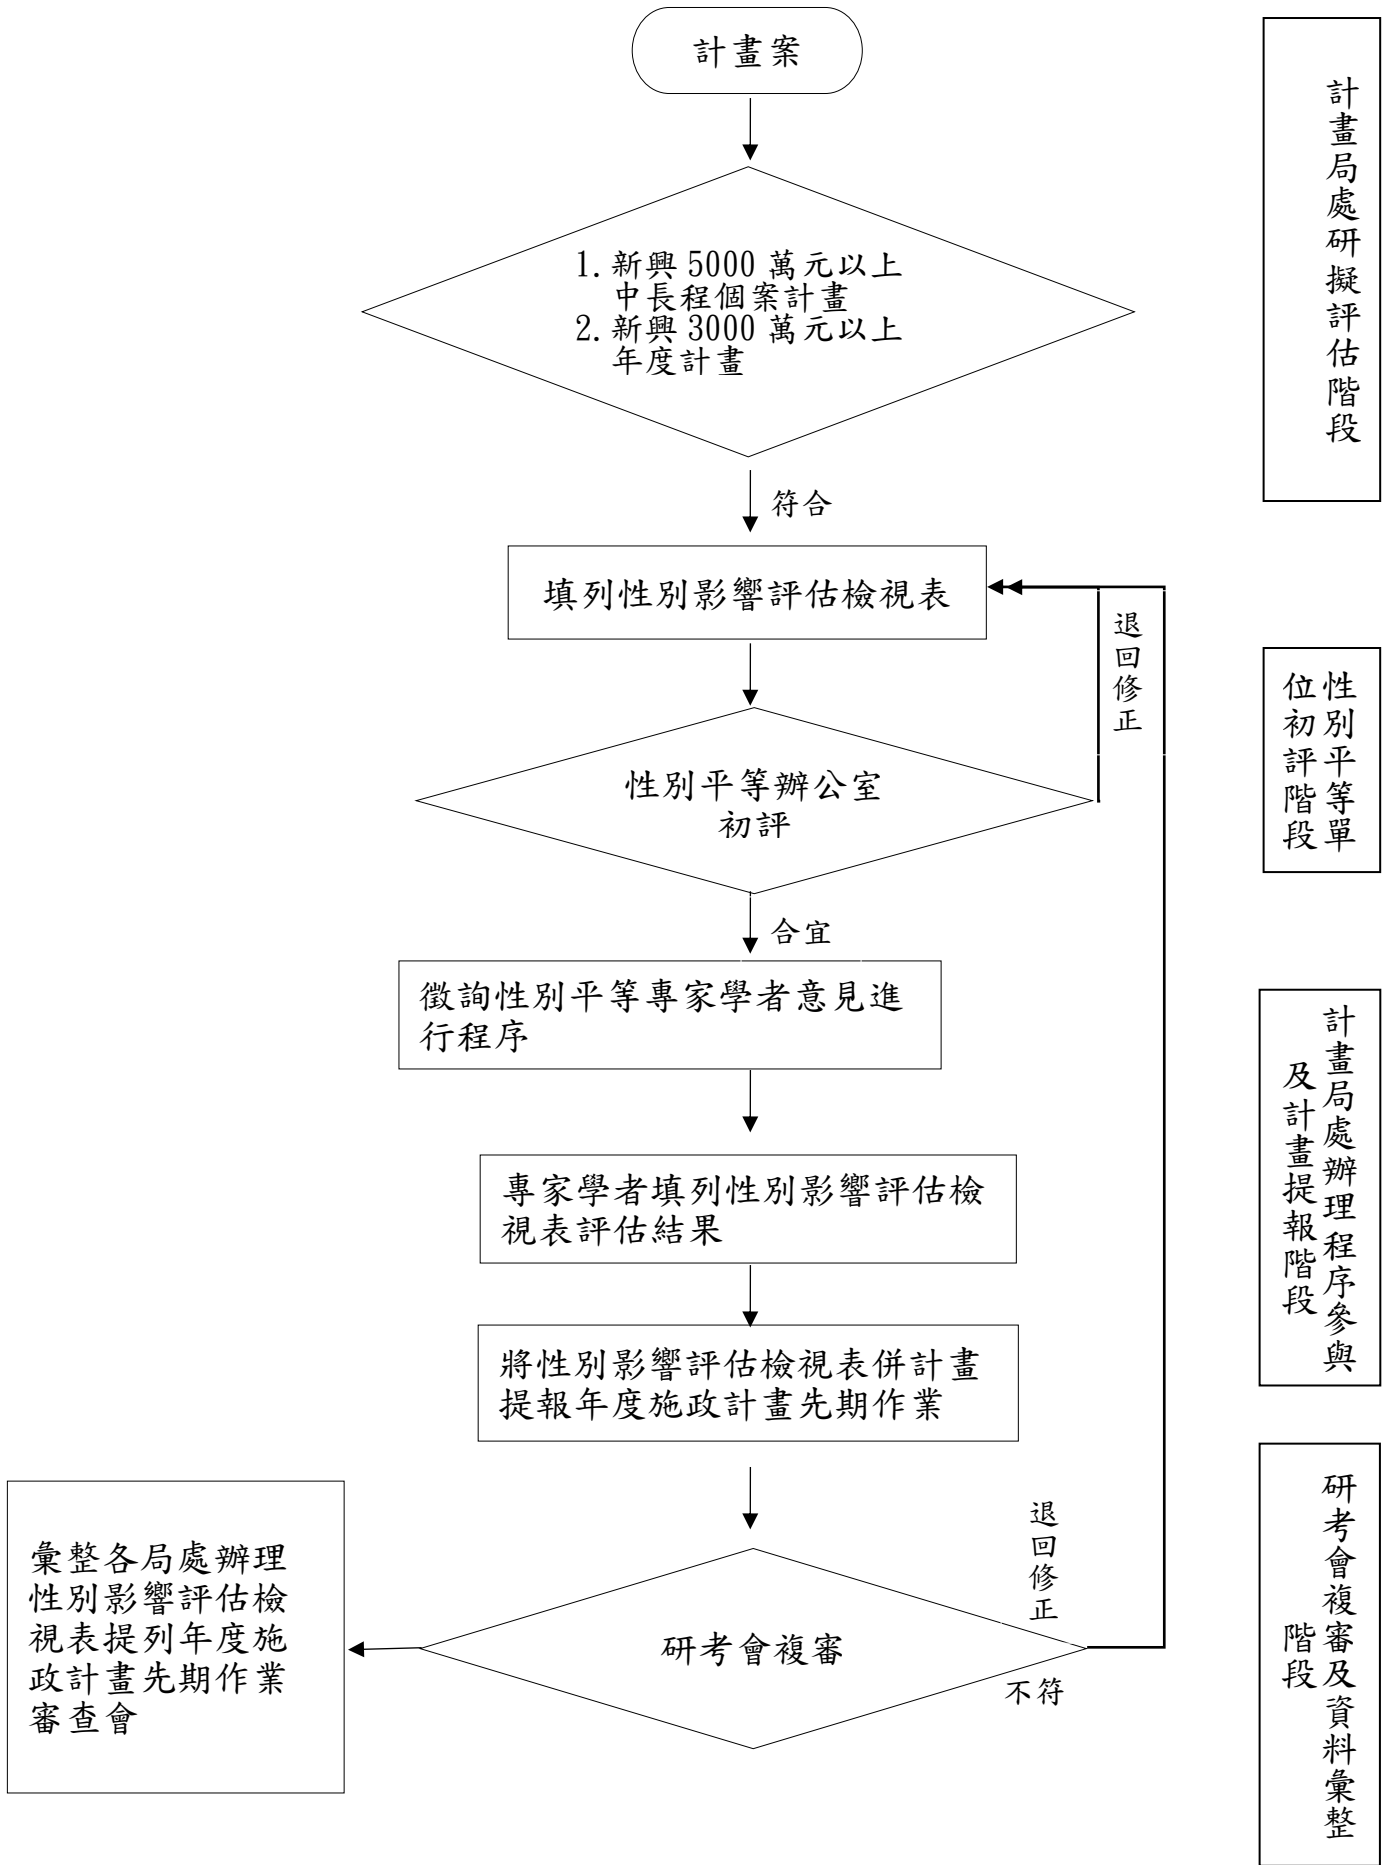 計畫案
1. 新興 5000 萬元以上
中長程個案計畫
2. 新興 3000 萬元以上
年度計畫
符合
填列性別影響評估檢視表
退回修正
性別平等辦公室
初評
合宜
徵詢性別平等專家學者意見進
行程序
專家學者填列性別影響評估檢
視表評估結果
將性別影響評估檢視表併計畫
提報年度施政計畫先期作業
退回修正
研考會複審
不符
彙整各局處辦理
性別影響評估檢
視表提列年度施
政計畫先期作業
審查會
計畫局處研擬評估階段
性別平等單
位初評階段
計畫局處辦理程序參與
及計畫提報階段
研考會複審及資料彙整
階段